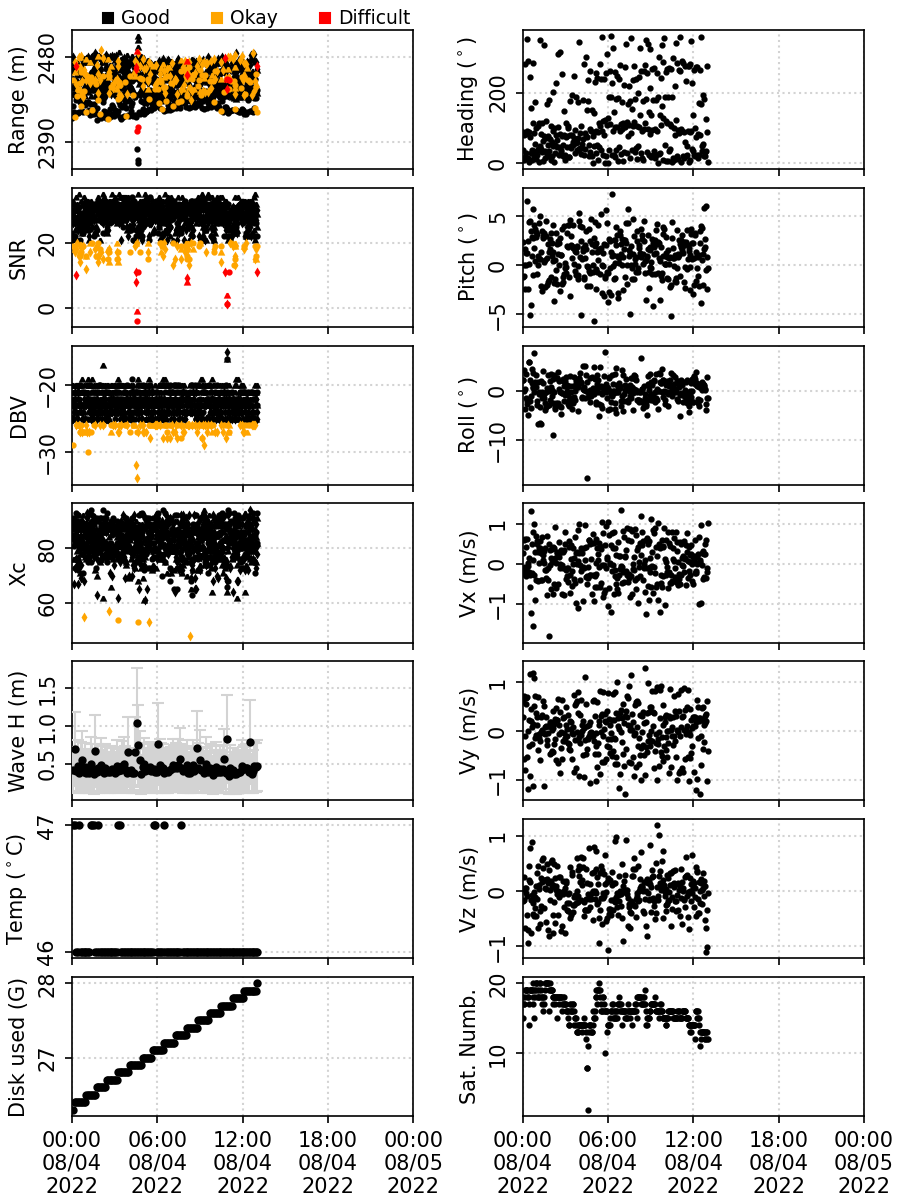 Good Okay Difficult
Range (m)
2480
2390
Heading (°)
200
0
SNR
20
0
Pitch (°)
5
0
−5
DBV
−20
−30
Roll (°)
0
−10
Xc
80
60
Vx (m/s)
1
0
−1
Wave H (m)
1.5
1.0
0.5
Vy (m/s)
1
0
−1
Temp (°C)
47
46
Vz (m/s)
1
0
−1
Disk used (G)
28
27
Sat. Numb.
20
10
00:00 06:00 12:00 18:00 00:00
08/04 08/04 08/04 08/04 08/05
2022 2022 2022 2022 2022
00:00 06:00 12:00 18:00 00:00
08/04 08/04 08/04 08/04 08/05
2022 2022 2022 2022 2022